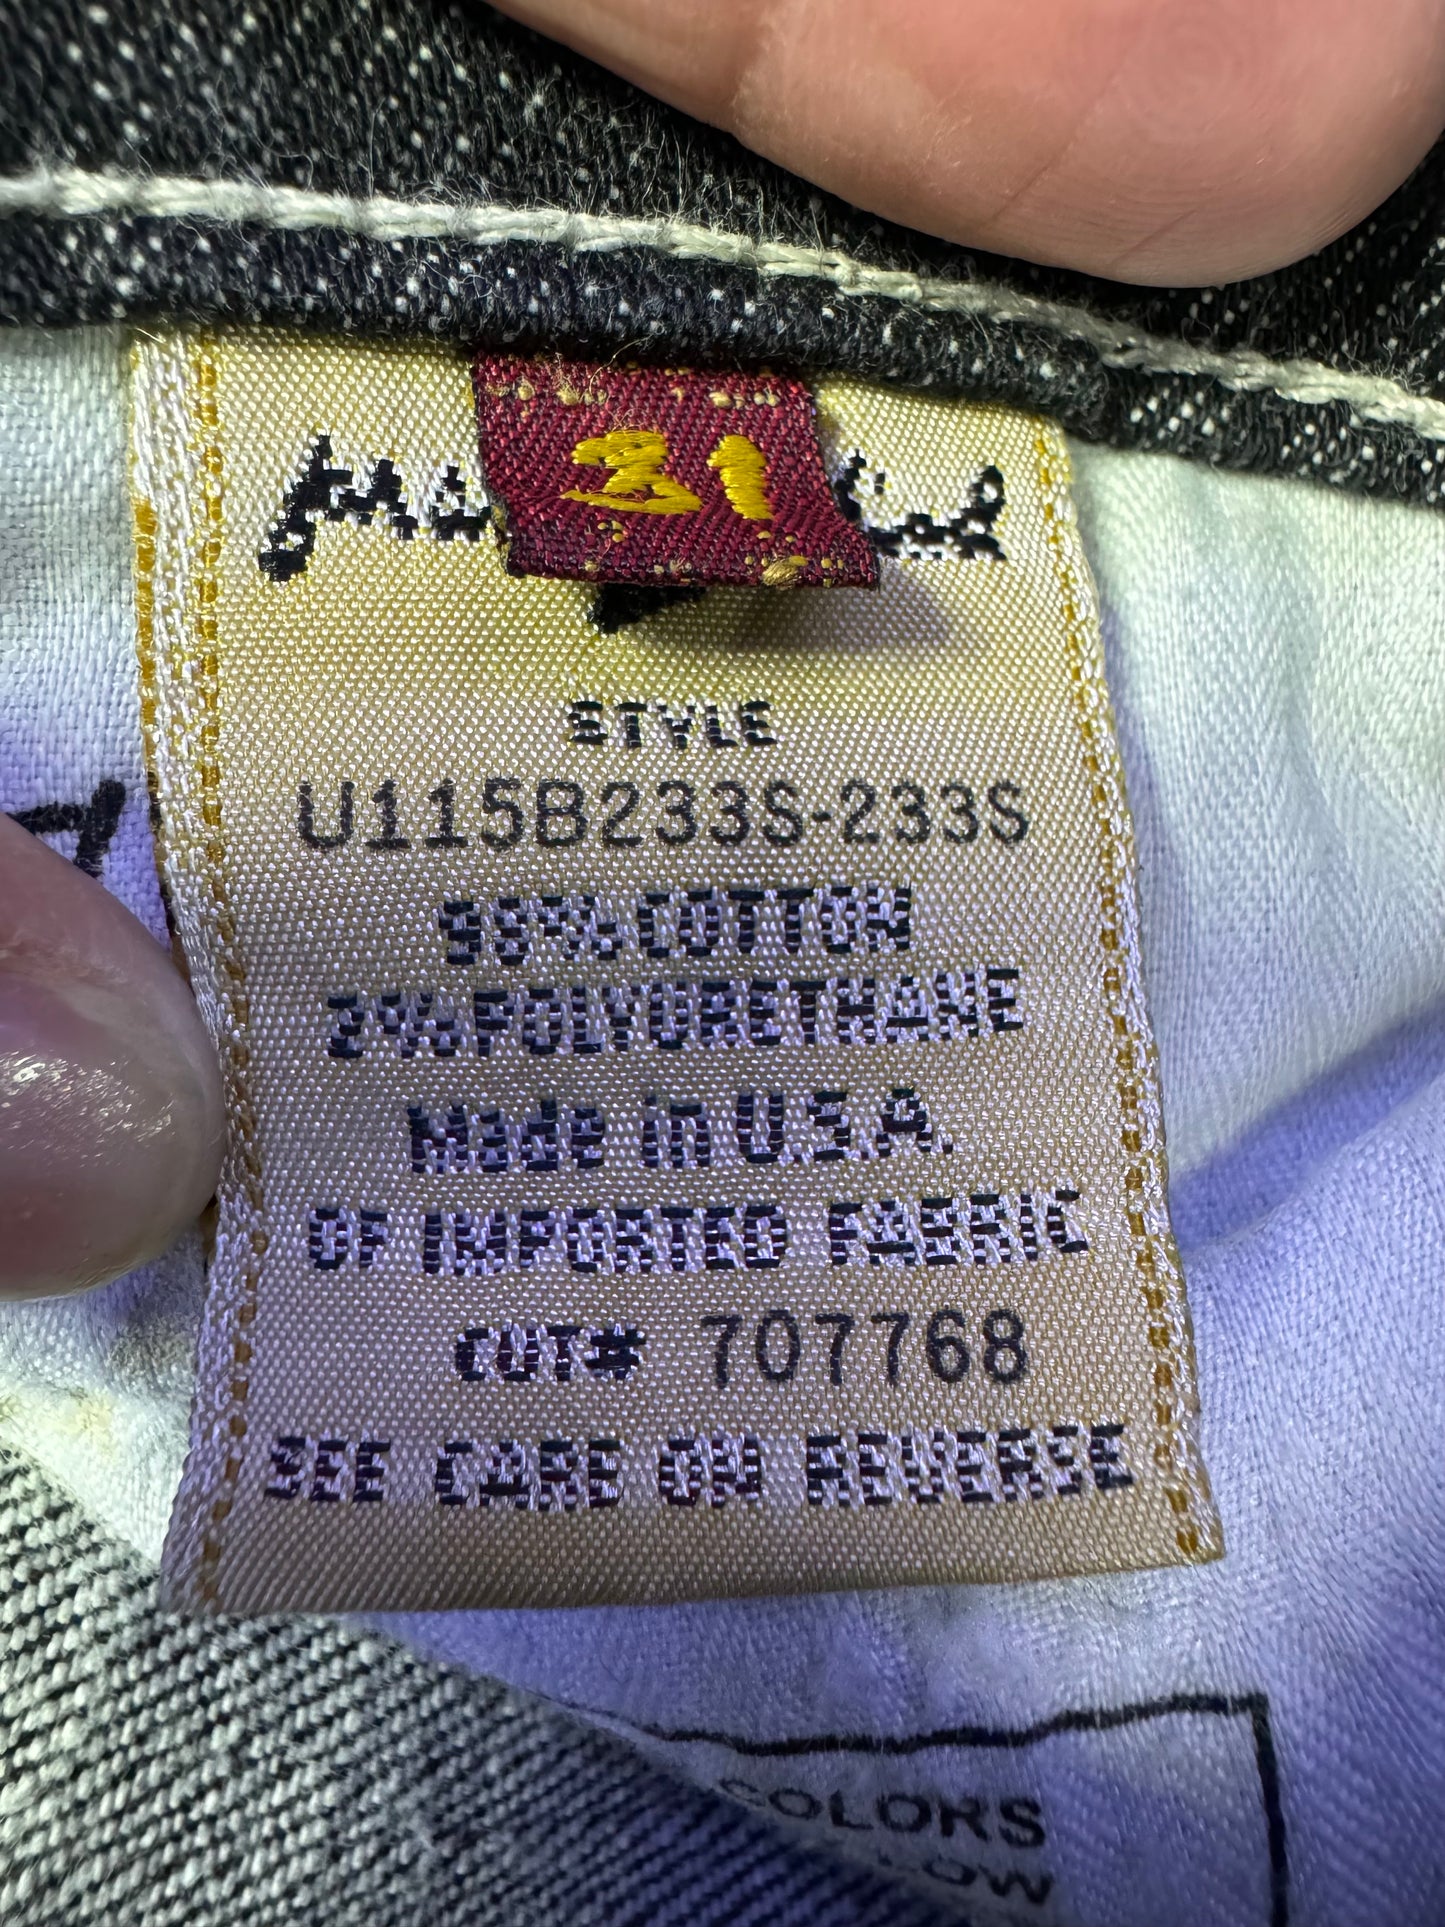 31
STYLE
U115B233S-233S
98% COTTON
2% POLYURETHANE
Made in U.S.A.
OF IMPORTED FABRIC
CUT# 707768
SEE CARE ON REVERSE
7
COLORS